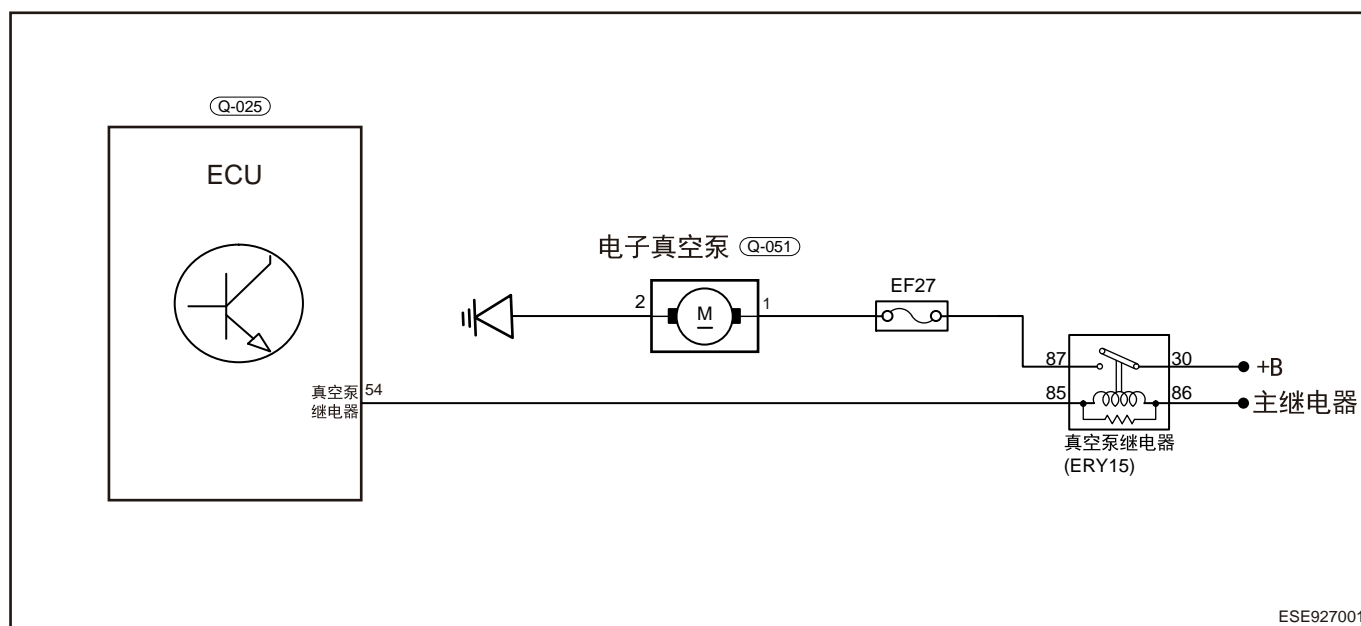 Q-025
ECU
电子真空泵 Q-051
EF27
2
M
1
87
30
+B
真空泵 54
继电器
85
86
主继电器
真空泵继电器
(ERY15)
ESE927001